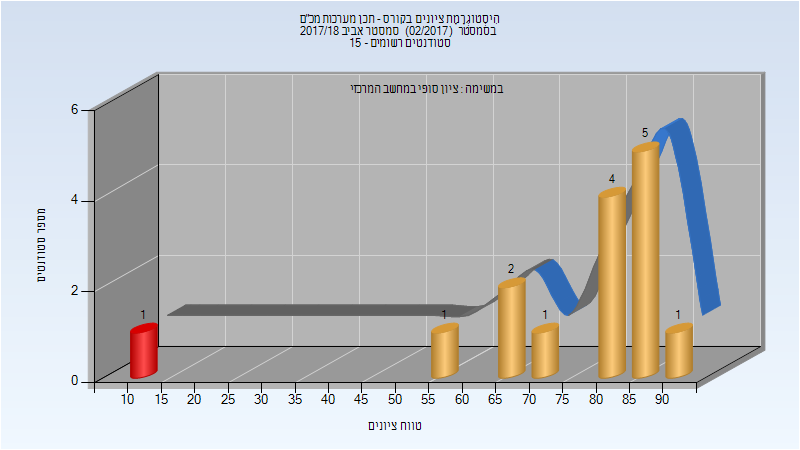 היסטוגרמת ציונים בקורס - תכן מערכות מכ"ם
בסמסטר (02/2017) סמסטר אביב 2017/18
סטודנטים רשומים - 15
במשימה : ציון סופי במחשב המרכזי
מספר סטודנטים
6
4
2
0
1
1
2
1
4
5
1
10 15 20 25 30 35 40 45 50 55 60 65 70 75 80 85 90
טווח ציונים